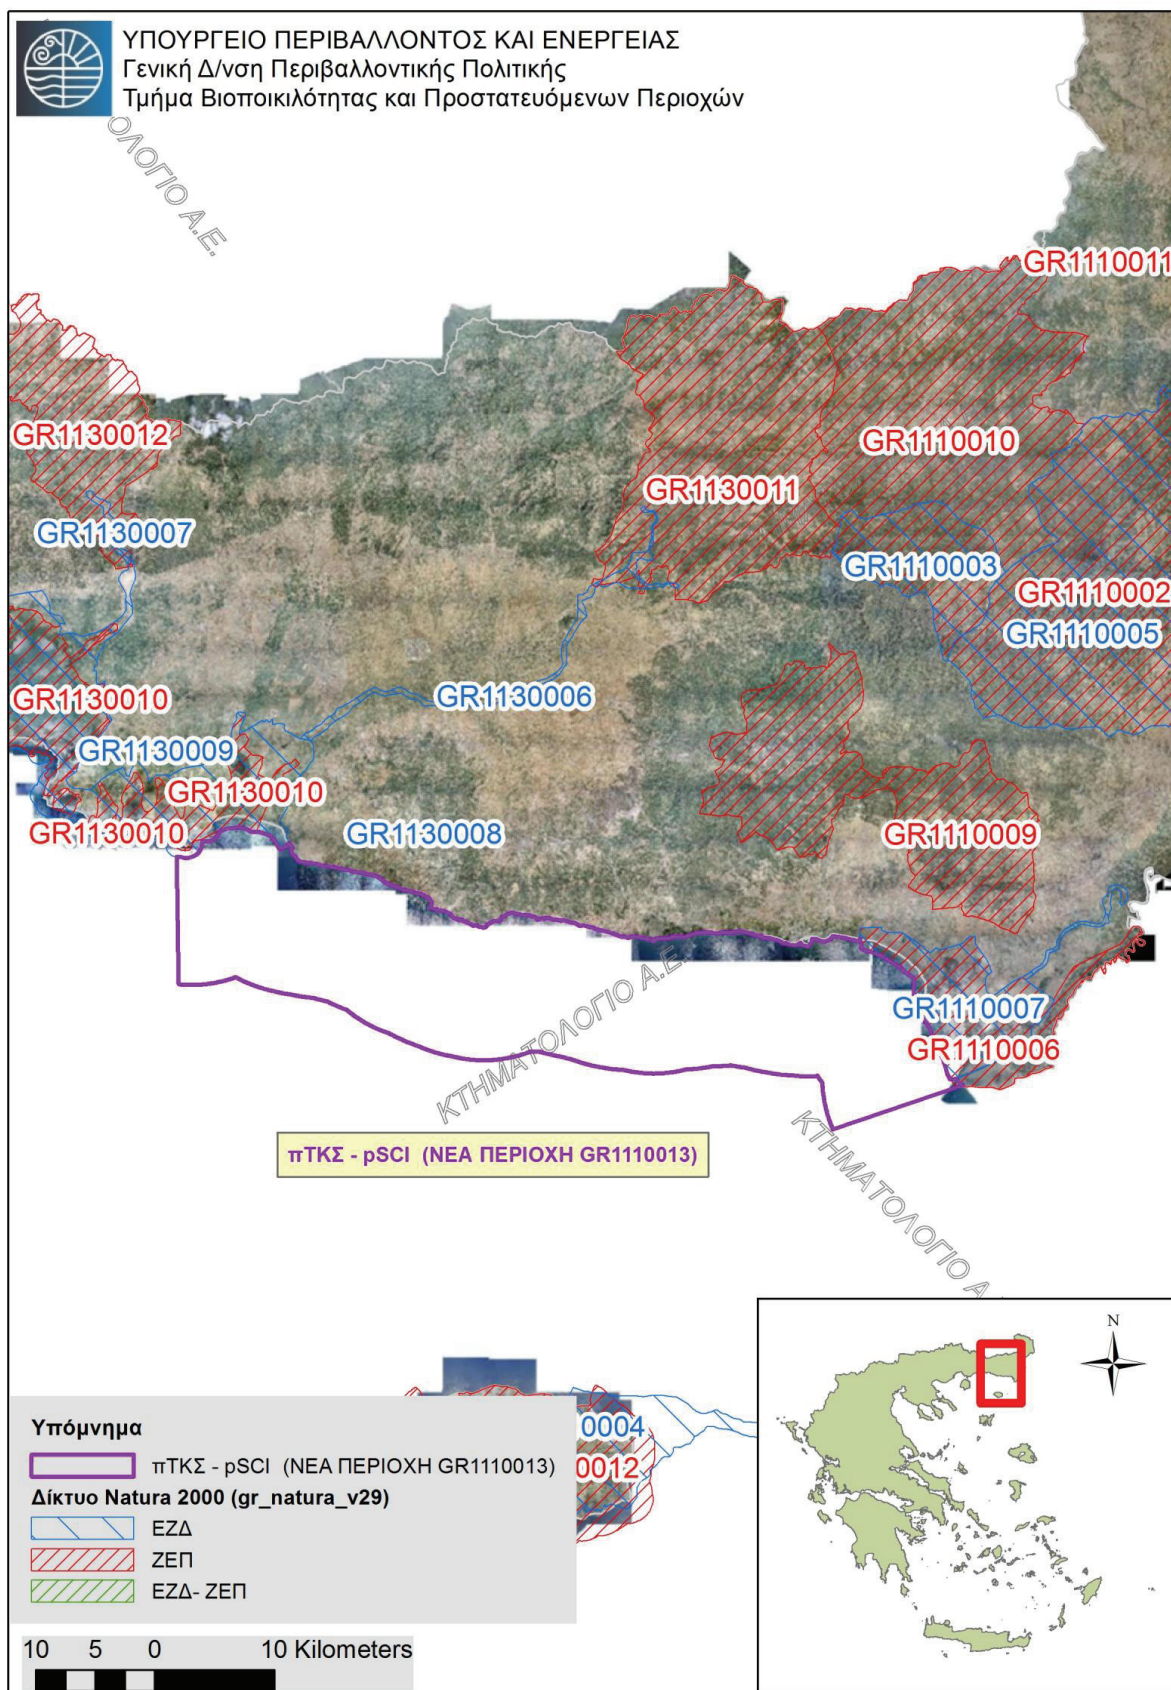 ΥΠΟΥΡΓΕΙΟ ΠΕΡΙΒΑΛΛΟΝΤΟΣ ΚΑΙ ΕΝΕΡΓΕΙΑΣ
Γενική Δ/νση Περιβαλλοντικής Πολιτικής
Τμήμα Βιοποικιλότητας και Προστατευόμενων Περιοχών
ΟΛΟΓΙΟ Α.Ε.
GR1110011
GR1130012
GR1110010
GR1130011
GR1130007
GR1110003
GR1110002
GR1110005
GR1130010
GR1130006
GR1130009
GR1130010
GR1130010
GR1130008
GR1110009
ΚΤΗΜΑΤΟΛΟΓΙΟ Α.Ε.
GR1110007
GR1110006
πΤΚΣ - pSCI (ΝΕΑ ΠΕΡΙΟΧΗ GR1110013)
ΚΤΗΜΑΤΟΛΟΓΙΟ Α.
N
0004
0012
Υπόμνημα
πΤΚΣ - pSCI (ΝΕΑ ΠΕΡΙΟΧΗ GR1110013)
Δίκτυο Natura 2000 (gr_natura_v29)
ΕΖΔ
ΖΕΠ
ΕΖΔ- ΖΕΠ
10 5 0 10 Kilometers